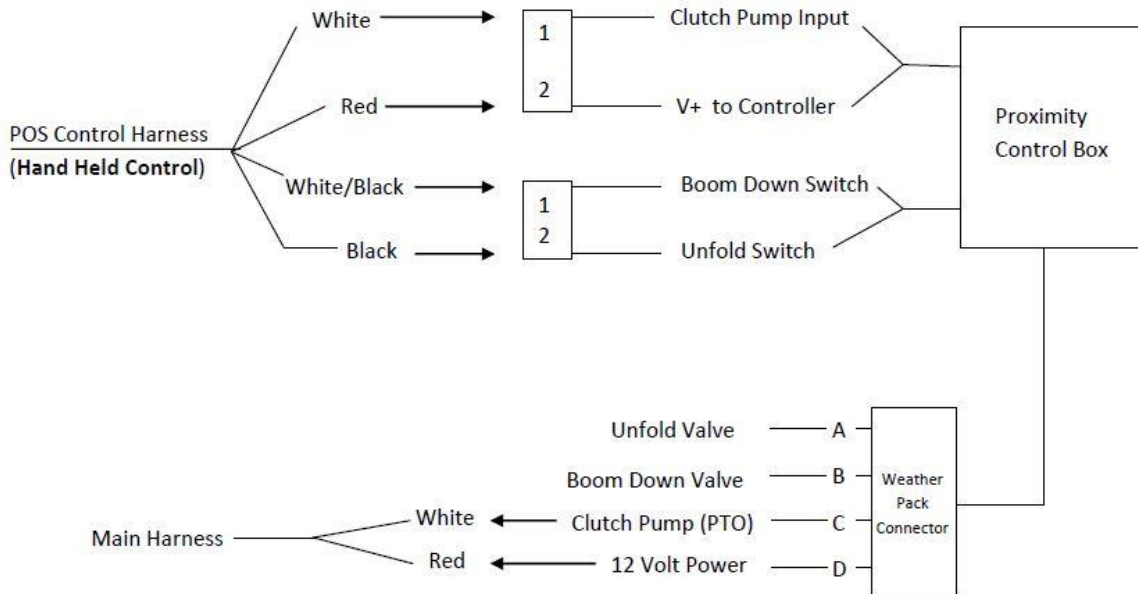 White
1
Clutch Pump Input
Red
2
V+ to Controller
POS Control Harness
(Hand Held Control)
Proximity
Control Box
White/Black
1
Boom Down Switch
Black
2
Unfold Switch
Unfold Valve
A
Boom Down Valve
B
Weather
Pack
Connector
White
Clutch Pump (PTO)
C
Main Harness
Red
12 Volt Power
D